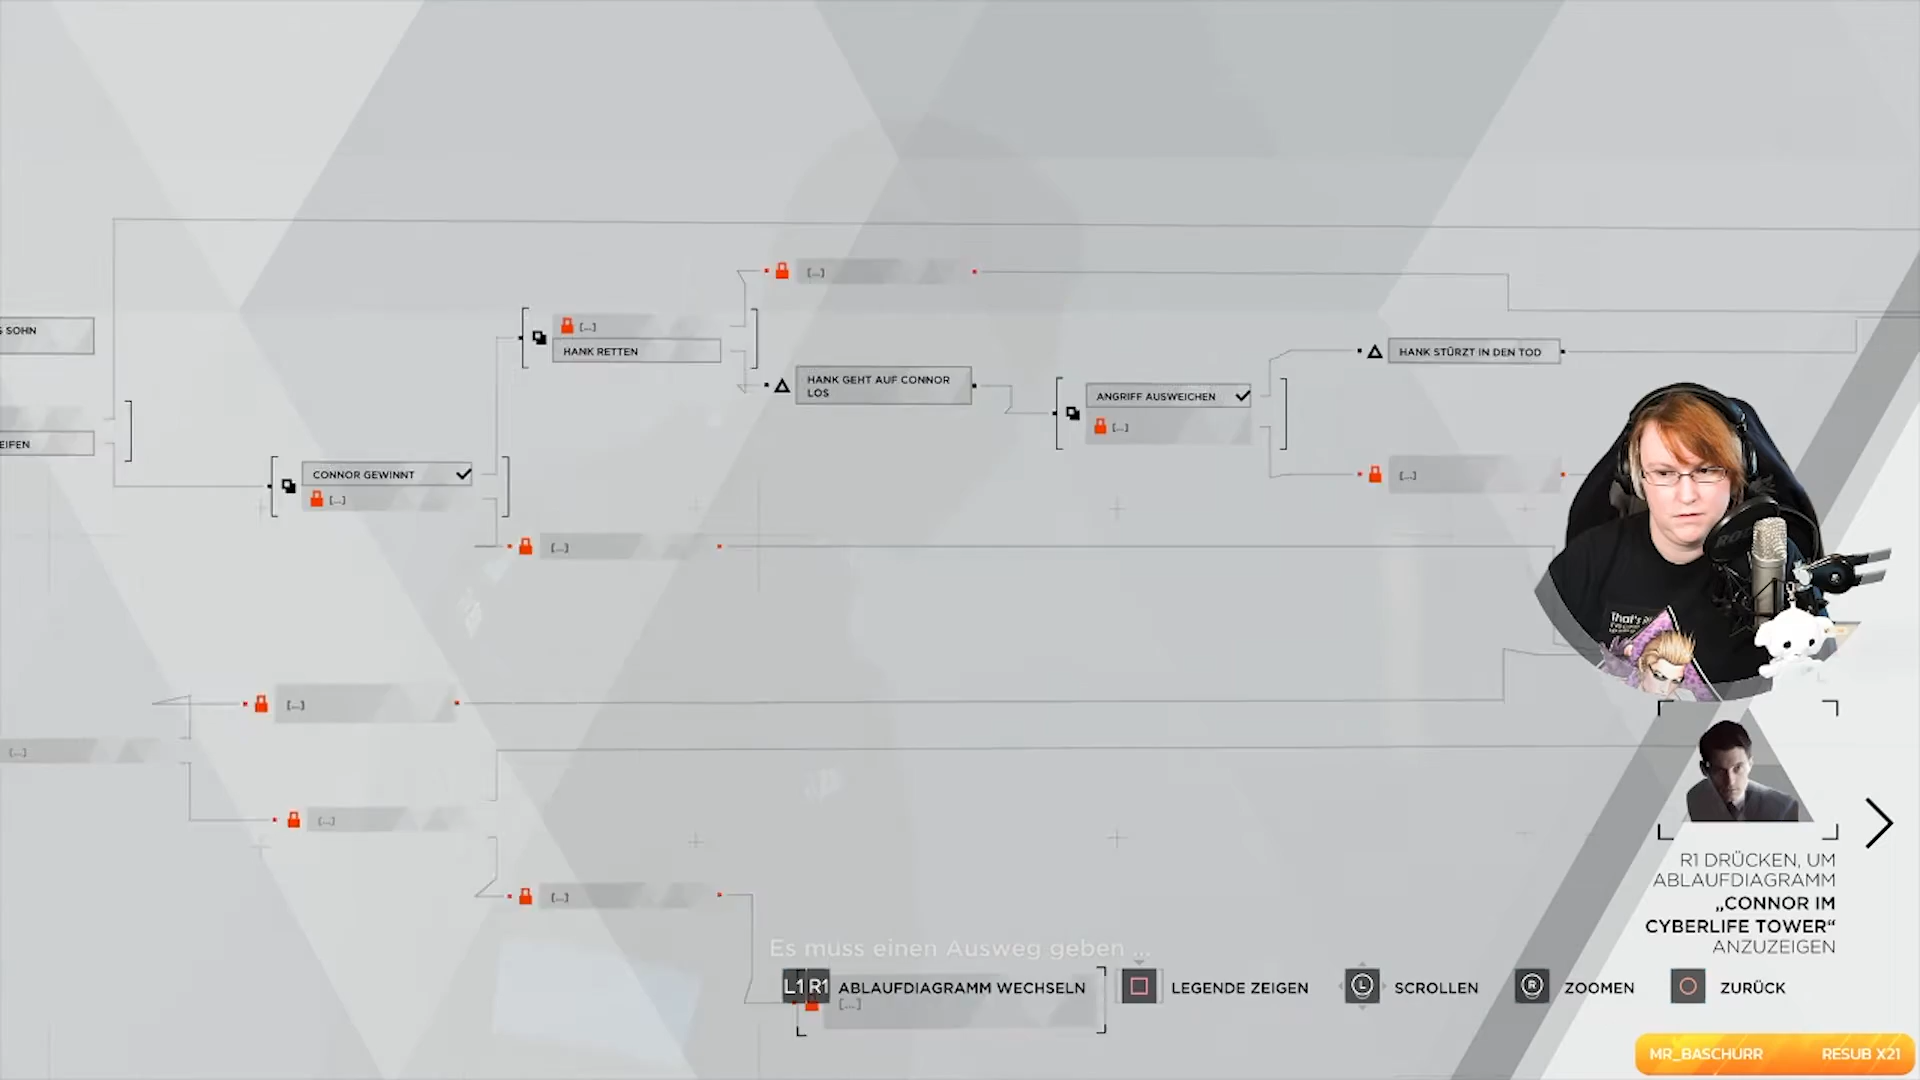 [...]
S SOHN
[...]
HANK RETTEN
HANK STÜRZT IN DEN TOD
HANK GEHT AUF CONNOR
LOS
ANGRIFF AUSWEICHEN
[...]
EIFEN
CONNOR GEWINNT
[...]
[...]
[...]
That's
[...]
[...]
[...]
[...]
R1 DRÜCKEN, UM
ABLAUFDIAGRAMM
„CONNOR IM
CYBERLIFE TOWER“
ANZUZEIGEN
Es muss einen Ausweg geben ...
L1 R1 ABLAUFDIAGRAMM WECHSELN
LEGENDE ZEIGEN
L SCROLLEN
R ZOOMEN
ZURÜCK
[...]
MR_BASCHURR RESUB X21